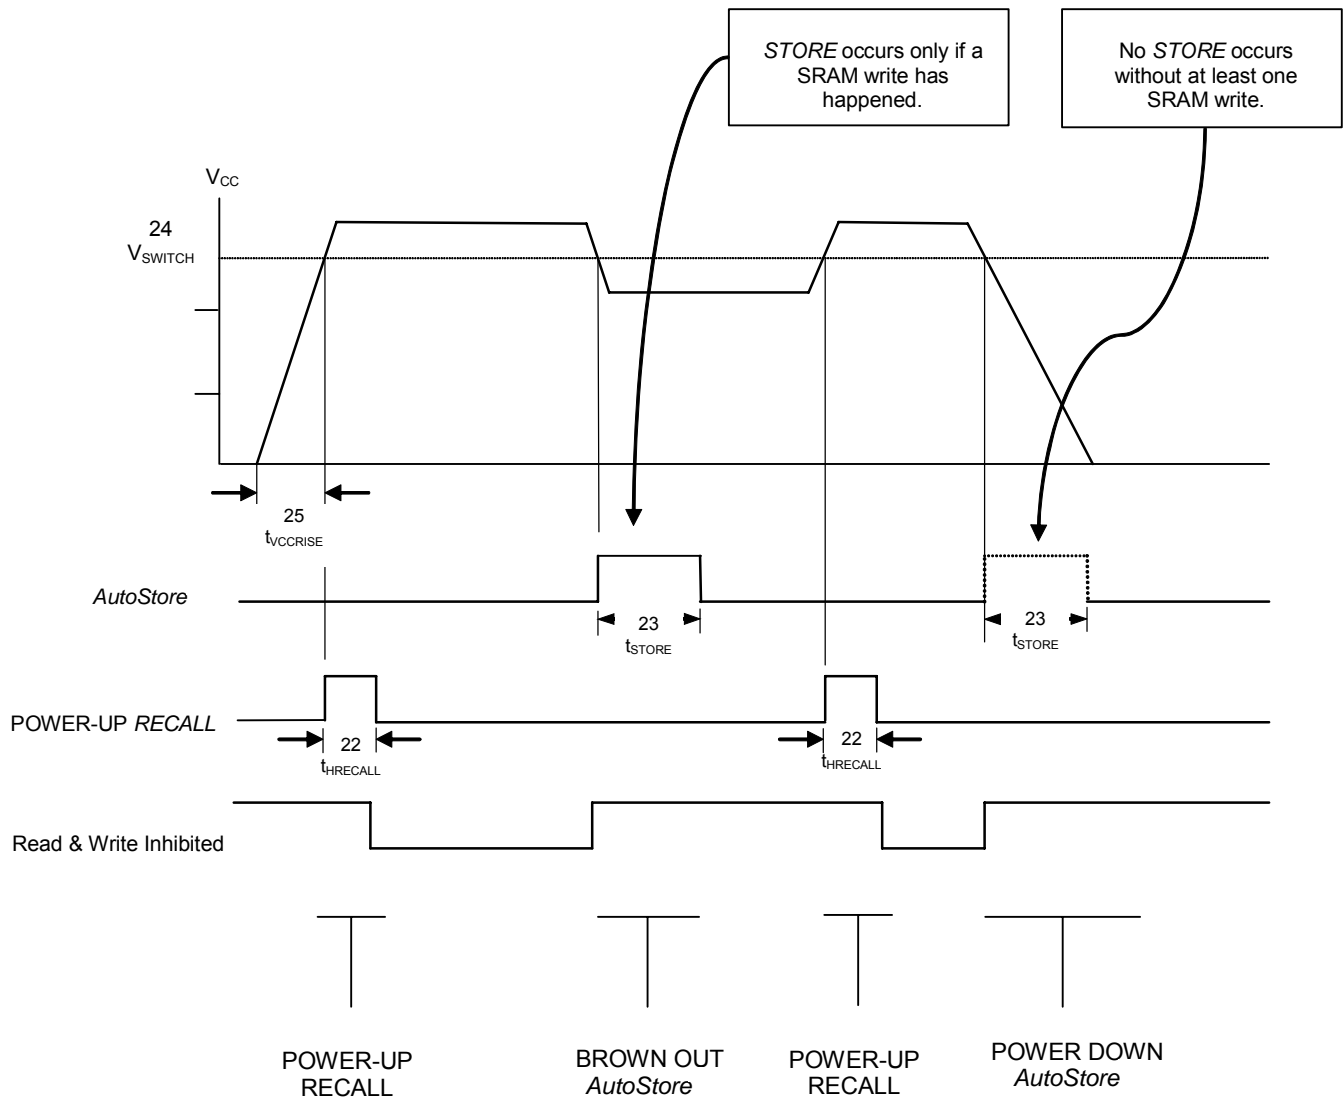 STORE occurs only if a
SRAM write has
happened.
No STORE occurs
without at least one
SRAM write.
VCC
24
VSWITCH
25
tVCCRISE
AutoStore
23
tSTORE
23
tSTORE
POWER-UP RECALL
22
tHRECALL
22
tHRECALL
Read & Write Inhibited
POWER-UP
RECALL
BROWN OUT
AutoStore
POWER-UP
RECALL
POWER DOWN
AutoStore